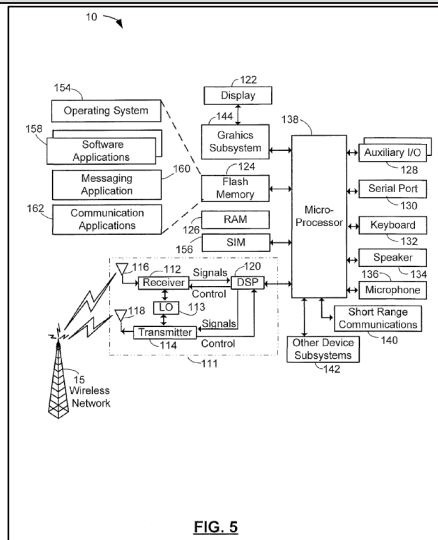 10
154
Operating System
158
Software
Applications
160
Messaging
Application
162
Communication
Applications
122
Display
144
Grahics
Subsystem
124
Flash
Memory
RAM
126
SIM
156
138
Micro-
Processor
Auxiliary I/O
128
Serial Port
130
Keyboard
132
Speaker
134
136
Microphone
Short Range
Communications
140
Other Device
Subsystems
142
116
112
Signals
120
Receiver
DSP
Control
LO
113
118
Signals
Transmitter
114
Control
111
15
Wireless
Network
FIG. 5